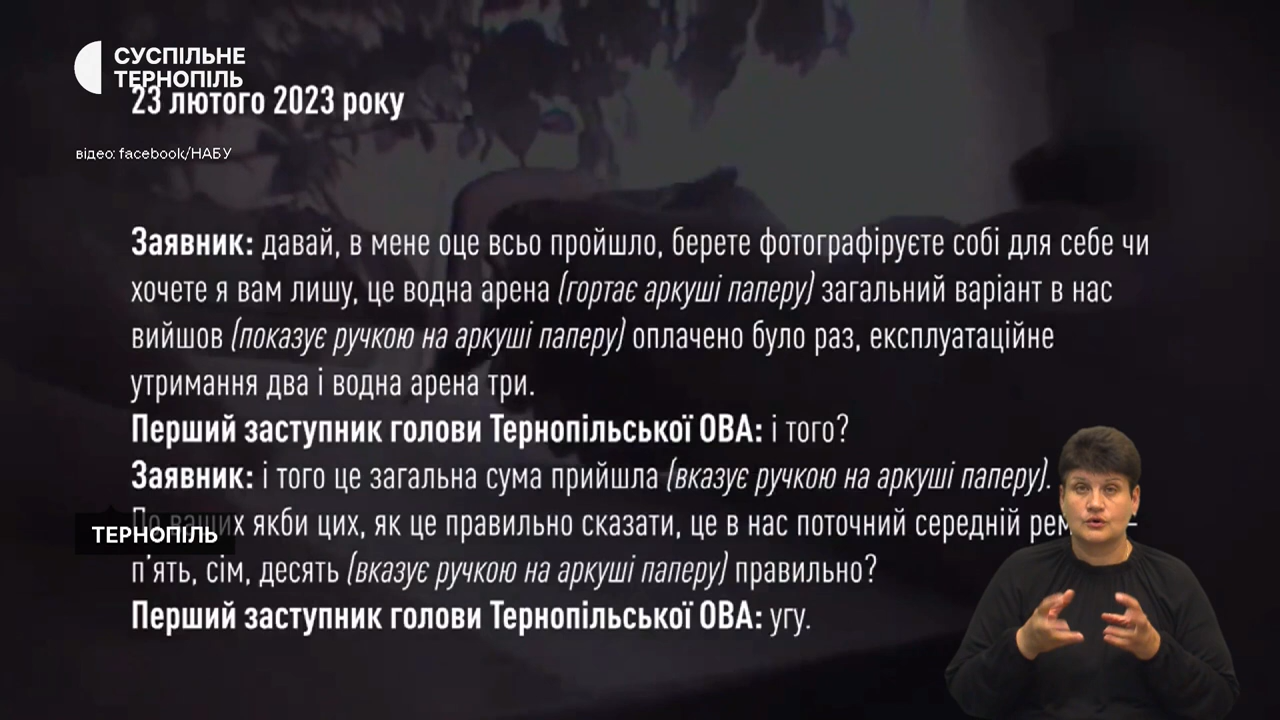 СУСПІЛЬНЕ
ТЕРНОПІЛЬ
23 лютого 2023 року
відео: facebook/НАБУ
Заявник: давай, в мене оце всьо пройшло, берете фотографіруєте собі для себе чи
хочете я вам лишу, це водна арена (гортає аркуші паперу) загальний варіант в нас
вийшов (показує ручкою на аркуші паперу) оплачено було раз, експлуатаційне
утримання два і водна арена три.
Перший заступник голови Тернопільської ОВА: і того?
Заявник: і того це загальна сума прийшла (вказує ручкою на аркуші паперу).
По ваших якби цих, як це правильно сказати, це в нас поточний середній рем
ТЕРНОПІЛЬ
п’ять, сім, десять (вказує ручкою на аркуші паперу) правильно?
Перший заступник голови Тернопільської ОВА: угу.